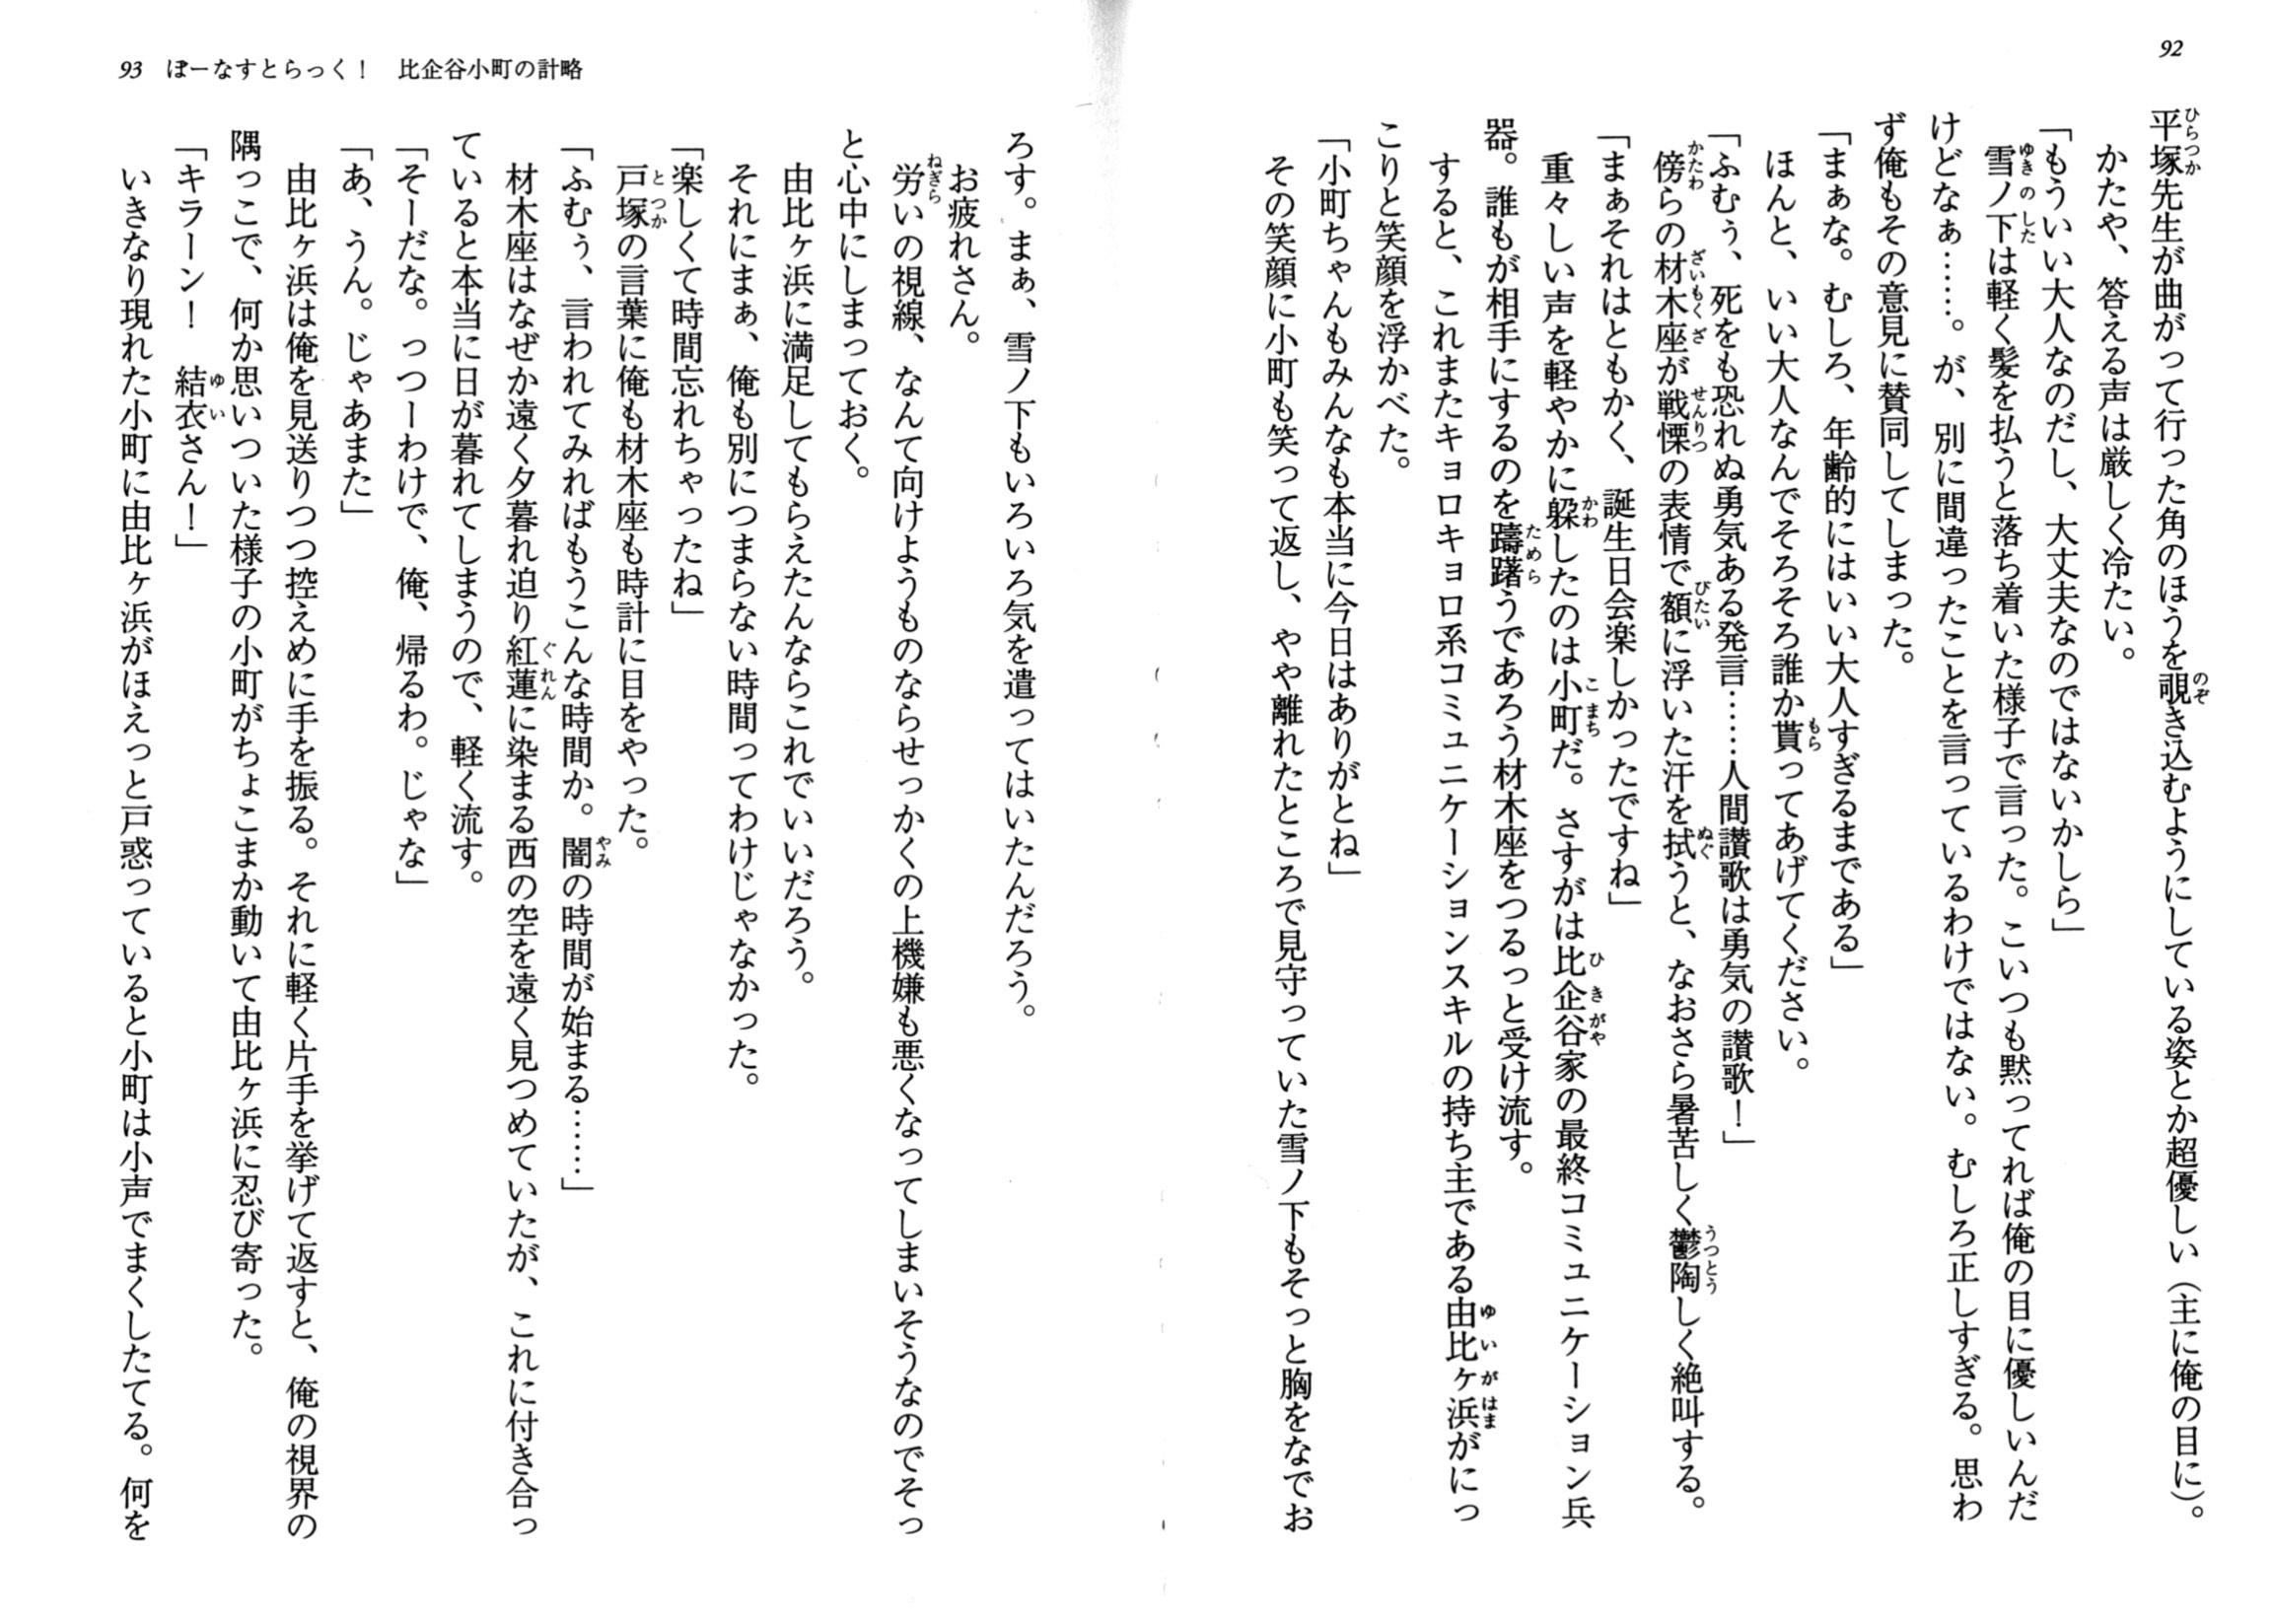 92
平塚先生が曲がって行った角のほうを覗き込むようにしている姿とか超優しい（主に俺の目に）。
かたや、答える声は厳しく冷たい。
「もういい大人なのだし、大丈夫なのではないかしら」
雪ノ下は軽く髪を払うと落ち着いた様子で言った。こいつも黙ってれば俺の目に優しいんだ
けどなぁ……。が、別に間違ったことを言っているわけではない。むしろ正しすぎる。思わ
ず俺もその意見に賛同してしまった。
「まぁな。むしろ、年齢的にはいい大人すぎるまである」
ほんと、いい大人なんでそろそろ誰か貰ってあげてください。
「ふむぅ、死をも恐れぬ勇気ある発言……人間讃歌は勇気の讃歌！」
傍らの材木座が戦慄の表情で額に浮いた汗を拭うと、なおさら暑苦しく鬱陶しく絶叫する。
「まぁそれはともかく、誕生日会楽しかったですね」
重々しい声を軽やかに躱したのは小町だ。さすがは比企谷家の最終コミュニケーション兵
器。誰もが相手にするのを躊躇うであろう材木座をつるっと受け流す。
すると、これまたキョロキョロ系コミュニケーションスキルの持ち主である由比ヶ浜がにっ
こりと笑顔を浮かべた。
「小町ちゃんもみんなも本当に今日はありがとね」
その笑顔に小町も笑って返し、やや離れたところで見守っていた雪ノ下もそっと胸をなでお
93 ぼーなすとらっく！　比企谷小町の計略
ろす。まぁ、雪ノ下もいろいろ気を遣ってはいたんだろう。
お疲れさん。
労いの視線、なんて向けようものならせっかくの上機嫌も悪くなってしまいそうなのでそっ
と心中にしまっておく。
由比ヶ浜に満足してもらえたんならこれでいいだろう。
それにまぁ、俺も別につまらない時間ってわけじゃなかった。
「楽しくて時間忘れちゃったね」
戸塚の言葉に俺も材木座も時計に目をやった。
「ふむぅ、言われてみればもうこんな時間か。闇の時間が始まる……」
材木座はなぜか遠く夕暮れ迫り紅蓮に染まる西の空を遠く見つめていたが、これに付き合っ
ていると本当に日が暮れてしまうので、軽く流す。
「そーだな。っつーわけで、俺、帰るわ。じゃな」
「あ、うん。じゃあまた」
由比ヶ浜は俺を見送りつつ控えめに手を振る。それに軽く片手を挙げて返すと、俺の視界の
隅っこで、何か思いついた様子の小町がちょこまか動いて由比ヶ浜に忍び寄った。
「キラーン！　結衣さん！」
いきなり現れた小町に由比ヶ浜がほえっと戸惑っていると小町は小声でまくしたてる。何を